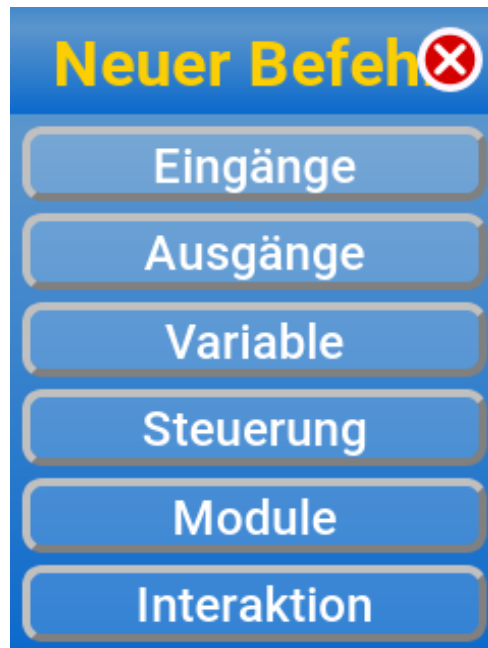 Neuer Befeh
Eingänge
Ausgänge
Variable
Steuerung
Module
Interaktion